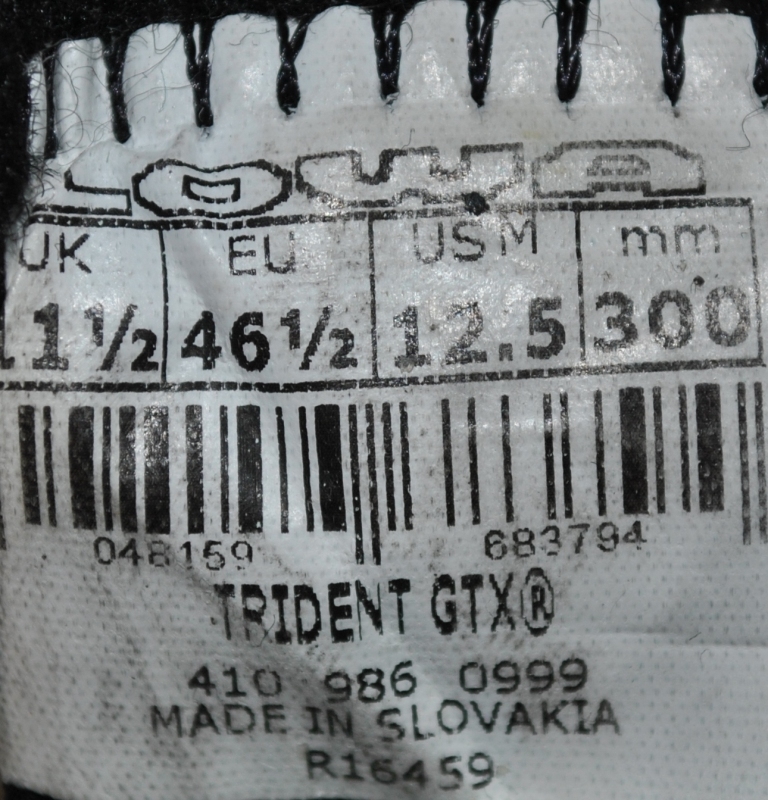 LOWA
UK EU USM mm
11½ 46½ 12.5 300
048159 683794
TRIDENT GTX®
410 986 0999
MADE IN SLOVAKIA
R16459